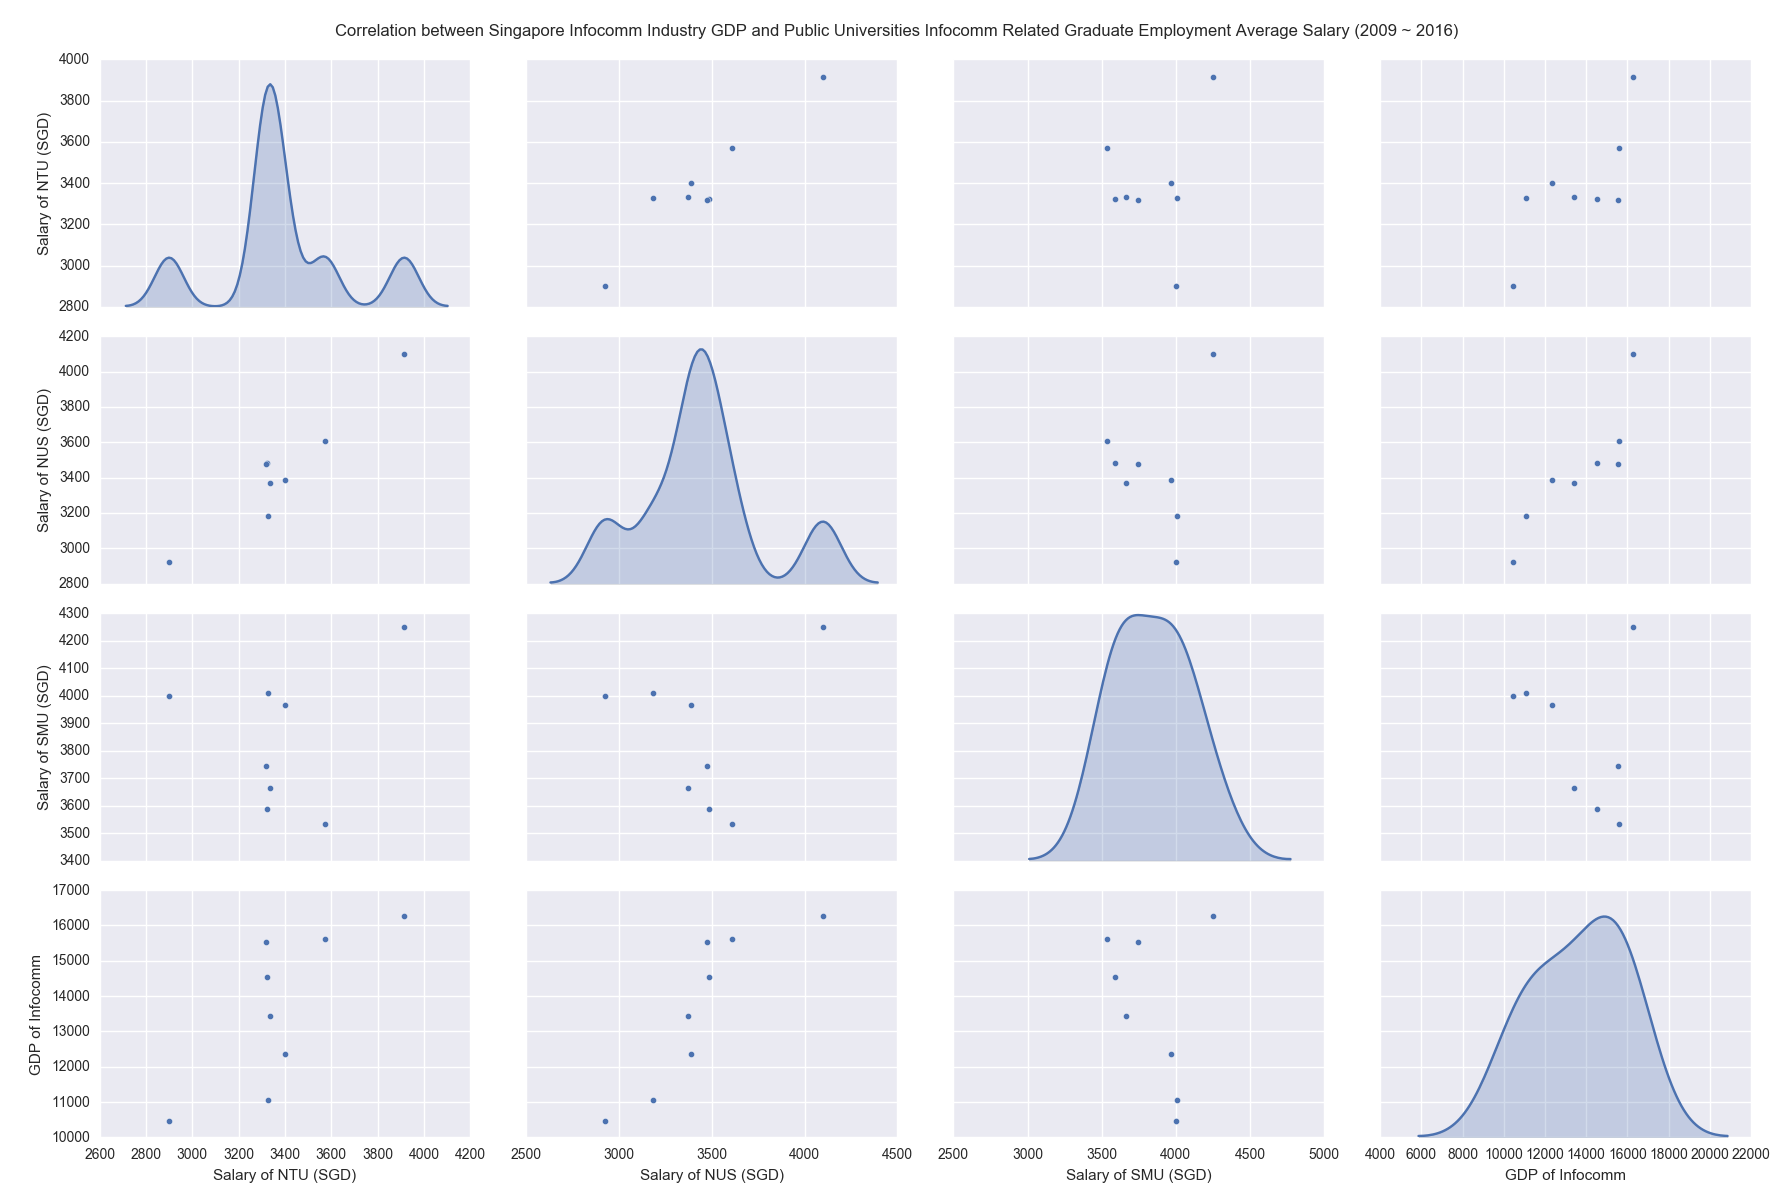 Correlation between Singapore Infocomm Industry GDP and Public Universities Infocomm Related Graduate Employment Average Salary (2009 ~ 2016)
Salary of NTU (SGD)
4000
3800
3600
3400
3200
3000
2800
Salary of NUS (SGD)
4200
4000
3800
3600
3400
3200
3000
2800
Salary of SMU (SGD)
4300
4200
4100
4000
3900
3800
3700
3600
3500
3400
GDP of Infocomm
17000
16000
15000
14000
13000
12000
11000
10000
2600 2800 3000 3200 3400 3600 3800 4000 4200
Salary of NTU (SGD)
2500 3000 3500 4000 4500
Salary of NUS (SGD)
2500 3000 3500 4000 4500 5000
Salary of SMU (SGD)
4000 6000 8000 10000 12000 14000 16000 18000 20000 22000
GDP of Infocomm